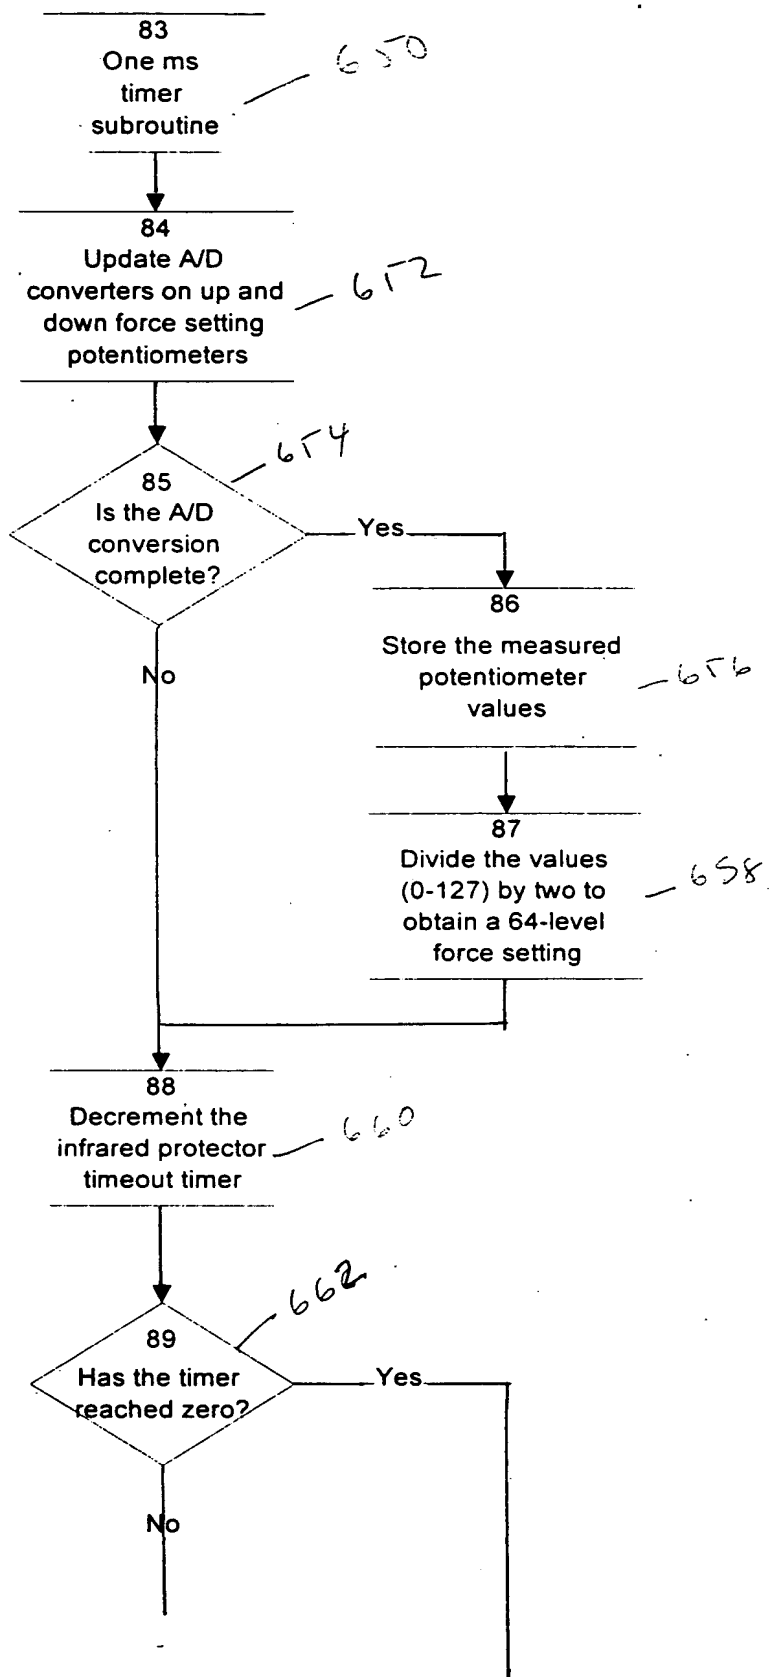 83
One ms
timer
subroutine
650
84
Update A/D
converters on up and
down force setting
potentiometers
652
85
Is the A/D
conversion
complete?
654
Yes
No
86
Store the measured
potentiometer
values
656
87
Divide the values
(0-127) by two to
obtain a 64-level
force setting
658
88
Decrement the
infrared protector
timeout timer
660
89
Has the timer
reached zero?
662
Yes
No